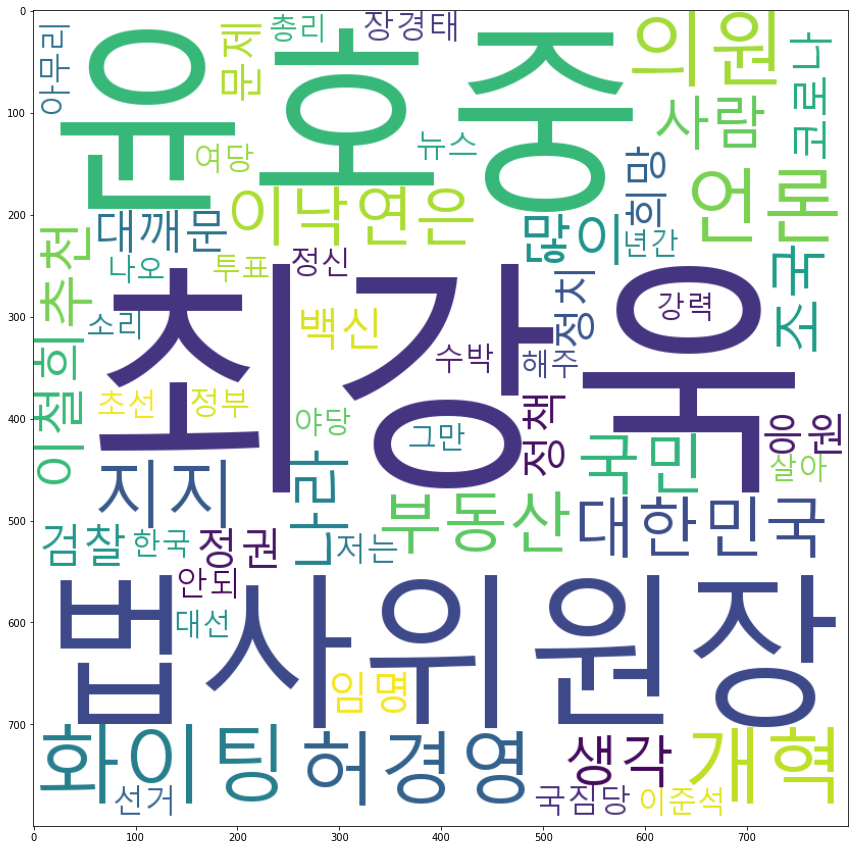 아무리
문제
총리
장경태
윤호중
의원
코로나
사람
여당
뉴스
희망
언론
대깨문
이낙연은
많이
년간
추천
나오
투표
정신
정치
조국
소리
최강욱
백신
수박
해주
강력
이철희
초선
정부
야당
그만
정책
국민
응원
살아
지지
나라
부동산
대한민국
검찰
한국
정권
저는
안되
대선
법사위원장
임명
화이팅
허경영
생각
개혁
선거
국짐당
이준석
0
100
200
300
400
500
600
700
0 100 200 300 400 500 600 700